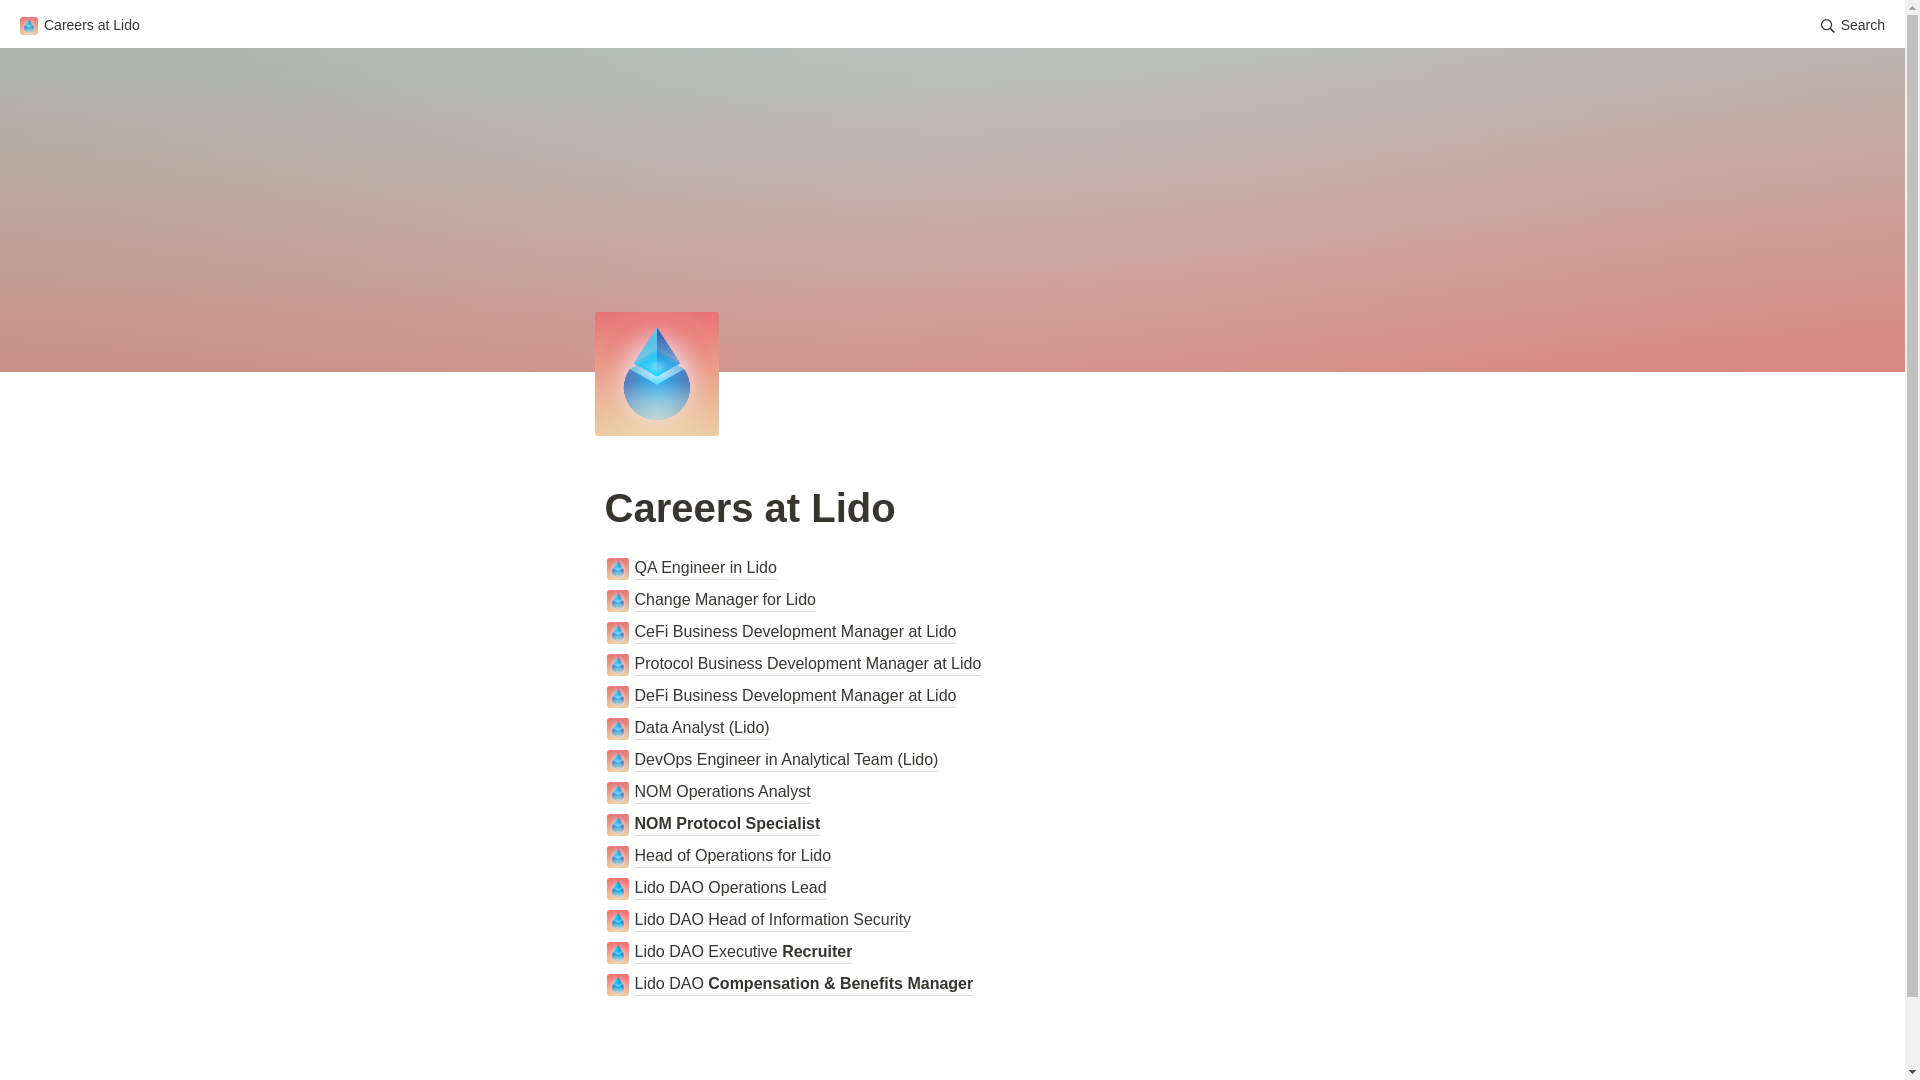 Careers at Lido
Search
Careers at Lido
QA Engineer in Lido
Change Manager for Lido
CeFi Business Development Manager at Lido
Protocol Business Development Manager at Lido
DeFi Business Development Manager at Lido
Data Analyst (Lido)
DevOps Engineer in Analytical Team (Lido)
NOM Operations Analyst
NOM Protocol Specialist
Head of Operations for Lido
Lido DAO Operations Lead
Lido DAO Head of Information Security
Lido DAO Executive Recruiter
Lido DAO Compensation & Benefits Manager